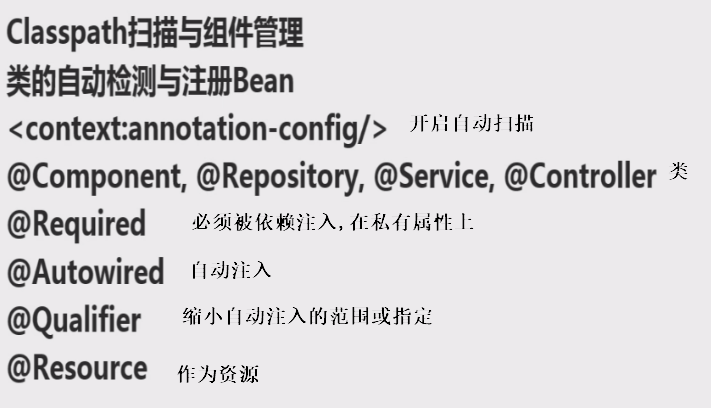 Classpath扫描与组件管理
类的自动检测与注册Bean
<context:annotation-config/> 开启自动扫描
@Component, @Repository, @Service, @Controller 类
@Required 必须被依赖注入,在私有属性上
@Autowired 自动注入
@Qualifier 缩小自动注入的范围或指定
@Resource 作为资源